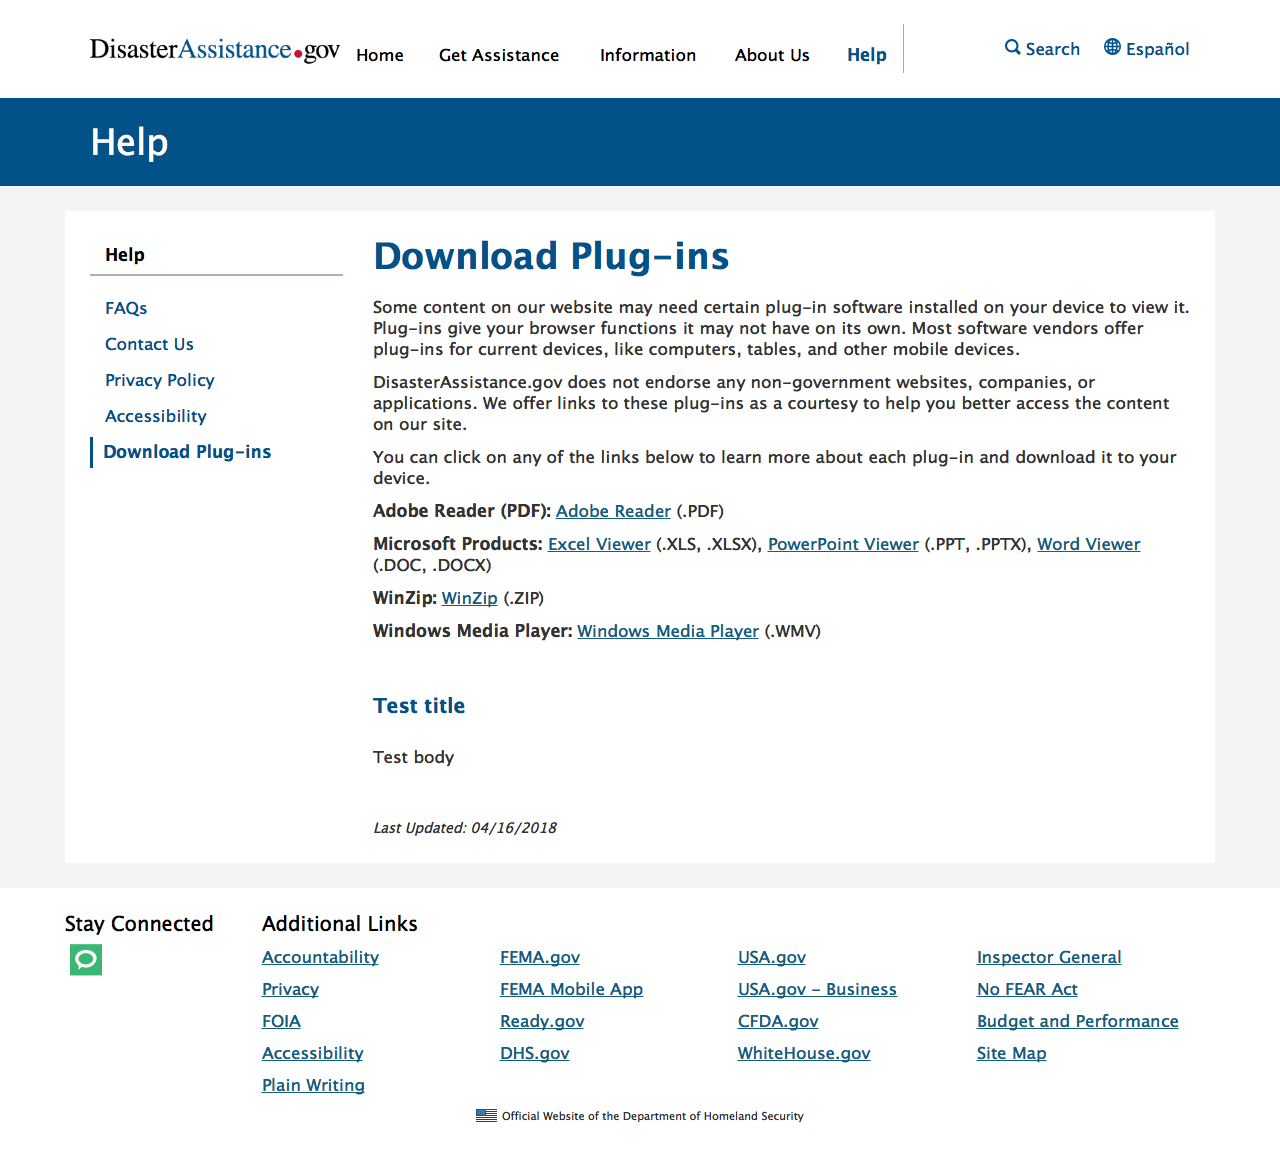 DisasterAssistance.gov Home Get Assistance Information About Us Help Search Español
Help
Help
FAQs
Contact Us
Privacy Policy
Accessibility
Download Plug-ins
Download Plug-ins
Some content on our website may need certain plug-in software installed on your device to view it.
Plug-ins give your browser functions it may not have on its own. Most software vendors offer
plug-ins for current devices, like computers, tables, and other mobile devices.
DisasterAssistance.gov does not endorse any non-government websites, companies, or
applications. We offer links to these plug-ins as a courtesy to help you better access the content
on our site.
You can click on any of the links below to learn more about each plug-in and download it to your
device.
Adobe Reader (PDF): Adobe Reader (.PDF)
Microsoft Products: Excel Viewer (.XLS, .XLSX), PowerPoint Viewer (.PPT, .PPTX), Word Viewer
(.DOC, .DOCX)
WinZip: WinZip (.ZIP)
Windows Media Player: Windows Media Player (.WMV)
Test title
Test body
Last Updated: 04/16/2018
Stay Connected
Additional Links
Accountability
Privacy
FOIA
Accessibility
Plain Writing
FEMA.gov
FEMA Mobile App
Ready.gov
DHS.gov
USA.gov
USA.gov - Business
CFDA.gov
WhiteHouse.gov
Inspector General
No FEAR Act
Budget and Performance
Site Map
Official Website of the Department of Homeland Security